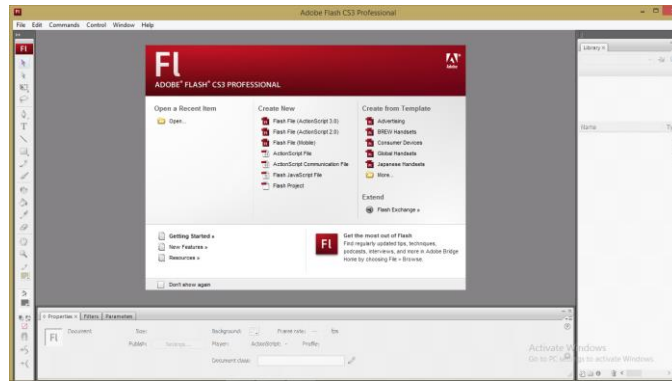 Adobe Flash CS3 Professional
File Edit Commands Control Window Help
Fl
Library ×
Fl
Adobe
ADOBE® FLASH® CS3 PROFESSIONAL
Open a Recent Item
Open...
Create New
Flash File (ActionScript 3.0)
Flash File (ActionScript 2.0)
Flash File (Mobile)
ActionScript File
ActionScript Communication File
Flash JavaScript File
Flash Project
Create from Template
Advertising
BREW Handsets
Consumer Devices
Global Handsets
Japanese Handsets
More...
Extend
Flash Exchange »
Name
Getting Started »
New Features »
Resources »
Fl
Get the most out of Flash
Find regularly updated tips, techniques,
podcasts, interviews, and more in Adobe Bridge
Home by choosing File > Browse.
Don't show again
Properties × Filters Parameters
Fl
Document
Size:
Background:
Frame rate:
fps
Publish:
Settings...
Player:
ActionScript:
Profile:
Document class:
Activate Windows
Go to PC settings to activate Windows